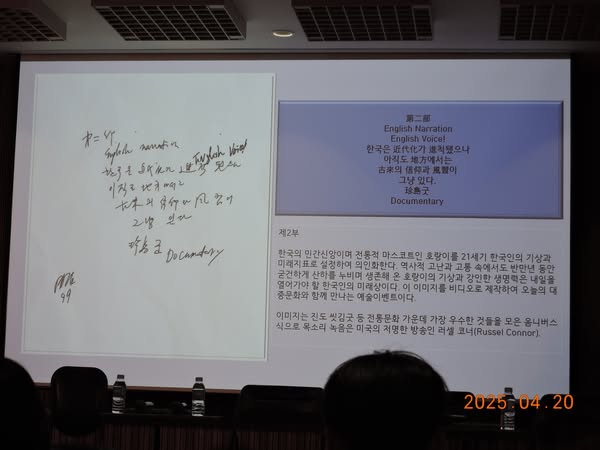 第二部
English narration
English Voice!
한국은 近代化가 進젹됐으나
아직도 地方에서는
古来의 信仰과 風習이
그냥 있다
珍島굿 Documentary
99
第二部
English Narration
English Voice!
한국은 近代化가 進적됐으나
아직도 地方에서는
古来의 信仰과 風習이
그냥 있다.
珍島굿
Documentary
제2부
한국의 민간신앙이며 전통적 마스코트인 호랑이를 21세기 한국인의 기상과
미래지표로 설정하여 의인화한다. 역사적 고난과 고통 속에서도 반만년 동안
굳건하게 산하를 누비며 생존해 온 호랑이의 기상과 강인한 생명력은 내일을
열어가야 할 한국인의 미래상이다. 이 이미지를 비디오로 제작하여 오늘의 대
중문화와 함께 만나는 예술이벤트이다.
이미지는 진도 씻김굿 등 전통문화 가운데 가장 우수한 것들을 모은 옴니버스
식으로 목소리 녹음은 미국의 저명한 방송인 러셀 코너(Russel Connor).
2025.04.20